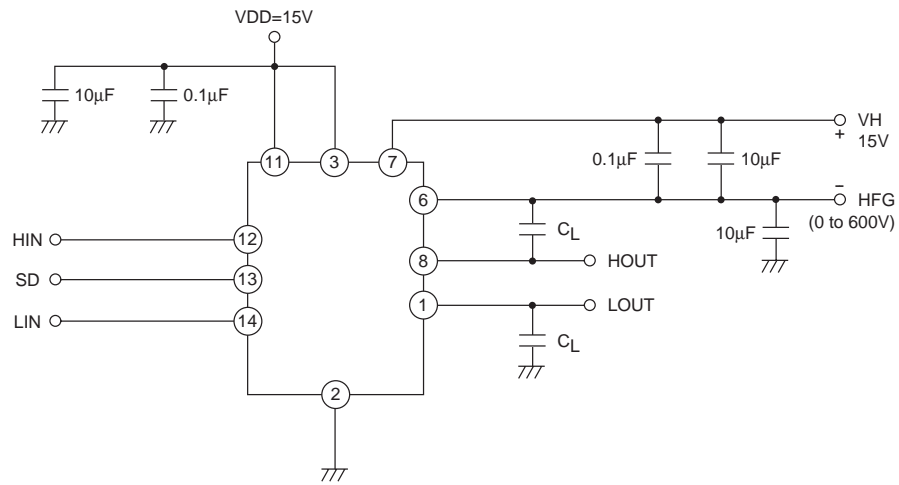 VDD=15V
10μF
0.1μF
VH
+
15V
0.1μF
10μF
11
3
7
6
−
HFG
(0 to 600V)
10μF
CL
HIN
12
8
HOUT
SD
13
1
LOUT
LIN
14
CL
2